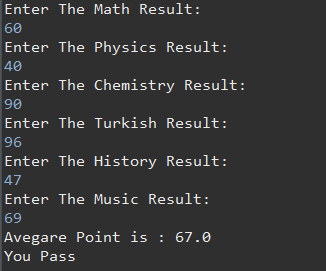 Enter The Math Result:
60
Enter The Physics Result:
40
Enter The Chemistry Result:
90
Enter The Turkish Result:
96
Enter The History Result:
47
Enter The Music Result:
69
Avegare Point is : 67.0
You Pass